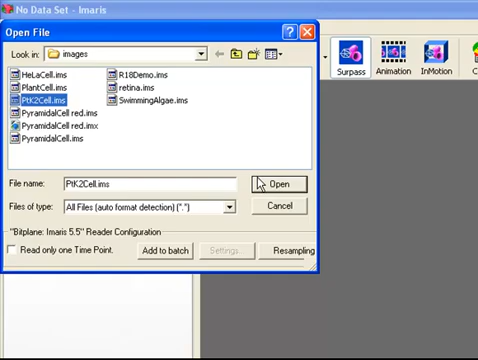 No Data Set - Imaris
Open File
Look in: images
HeLaCell.ims
PlantCell.ims
PtK2Cell.ims
PyramidalCell red.ims
PyramidalCell red.imx
PyramidalCell.ims
R18Demo.ims
retina.ims
SwimmingAlgae.ims
File name: PtK2Cell.ims Open
Files of type: All Files (auto format detection) (*.*) Cancel
"Bitplane: Imaris 5.5" Reader Configuration
Read only one Time Point. Add to batch Settings... Resampling
Surpass Animation InMotion